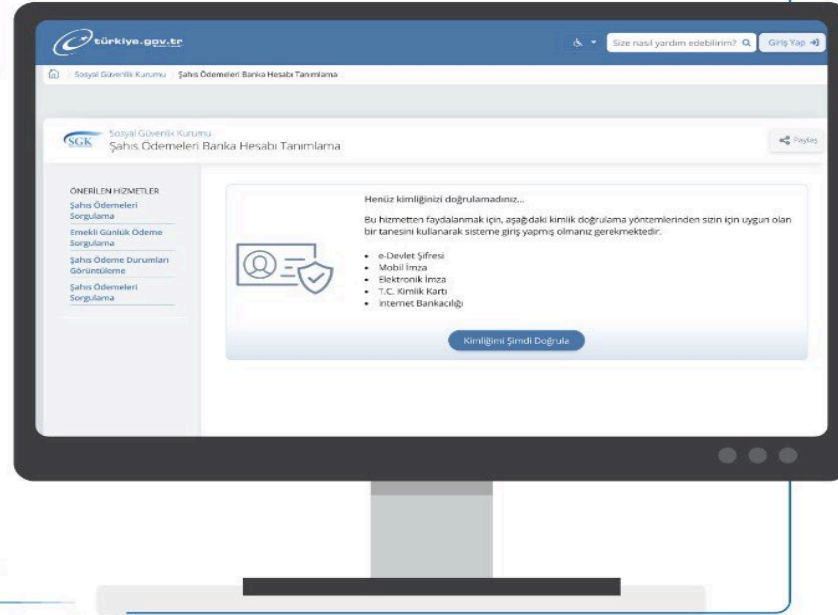 türkiye.gov.tr
Size nasıl yardım edebilirim?
Giriş Yap
Sosyal Güvenlik Kurumu
Şahıs Ödemeleri Banka Hesabı Tanımlama
SGK
Sosyal Güvenlik Kurumu
Şahıs Ödemeleri Banka Hesabı Tanımlama
Paylaş
ÖNERİLEN HİZMETLER
Şahıs Ödemeleri
Sorgulama
Emekli Günlük Ödeme
Sorgulama
Şahıs Ödeme Durumları
Görüntüleme
Şahıs Ödemeleri
Sorgulama
Henüz kimliğinizi doğrulamadınız...
Bu hizmetten faydalanmak için, aşağıdaki kimlik doğrulama yöntemlerinden sizin için uygun olan
bir tanesini kullanarak sisteme giriş yapmış olmanız gerekmektedir.
• e-Devlet Şifresi
• Mobil İmza
• Elektronik İmza
• T.C. Kimlik Kartı
• İnternet Bankacılığı
Kimliğimi Şimdi Doğrula